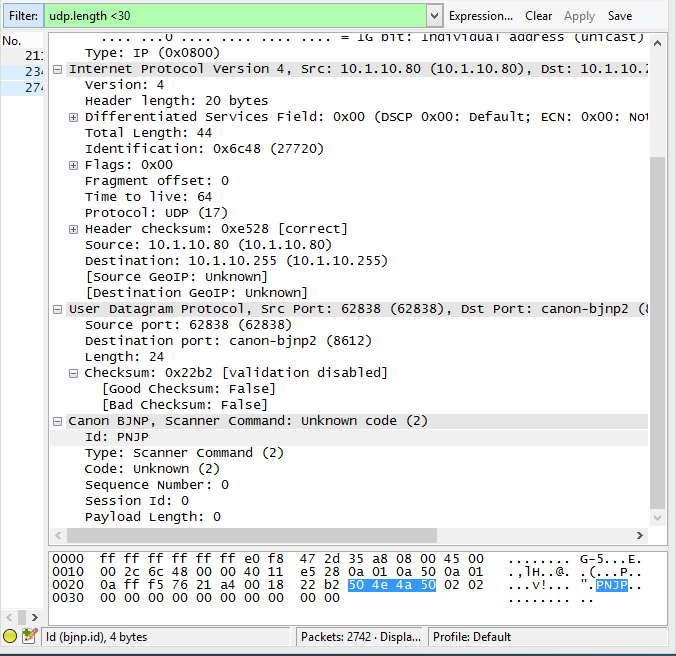 Filter: udp.length <30 Expression... Clear Apply Save
No.
211
234
274
.... ...0 .... .... .... .... = IG bit: Individual address (unicast)
Type: IP (0x0800)
Internet Protocol Version 4, Src: 10.1.10.80 (10.1.10.80), Dst: 10.1.10.2
Version: 4
Header length: 20 bytes
Differentiated Services Field: 0x00 (DSCP 0x00: Default; ECN: 0x00: Not
Total Length: 44
Identification: 0x6c48 (27720)
Flags: 0x00
Fragment offset: 0
Time to live: 64
Protocol: UDP (17)
Header checksum: 0xe528 [correct]
Source: 10.1.10.80 (10.1.10.80)
Destination: 10.1.10.255 (10.1.10.255)
[Source GeoIP: Unknown]
[Destination GeoIP: Unknown]
User Datagram Protocol, Src Port: 62838 (62838), Dst Port: canon-bjnp2 (8
Source port: 62838 (62838)
Destination port: canon-bjnp2 (8612)
Length: 24
Checksum: 0x22b2 [validation disabled]
[Good Checksum: False]
[Bad Checksum: False]
Canon BJNP, Scanner Command: Unknown code (2)
Id: PNJP
Type: Scanner Command (2)
Code: Unknown (2)
Sequence Number: 0
Session Id: 0
Payload Length: 0
0000 ff ff ff ff ff ff e0 f8 47 2d 35 a8 08 00 45 00 ........ G-5...E.
0010 00 2c 6c 48 00 00 40 11 e5 28 0a 01 0a 50 0a 01 .,lH..@. .(...P..
0020 0a ff f5 76 21 a4 00 18 22 b2 50 4e 4a 50 02 02 ...v!... ".PNJP..
0030 00 00 00 00 00 00 00 00 00 00 ........ ..
Id (bjnp.id), 4 bytes Packets: 2742 · Displa... Profile: Default